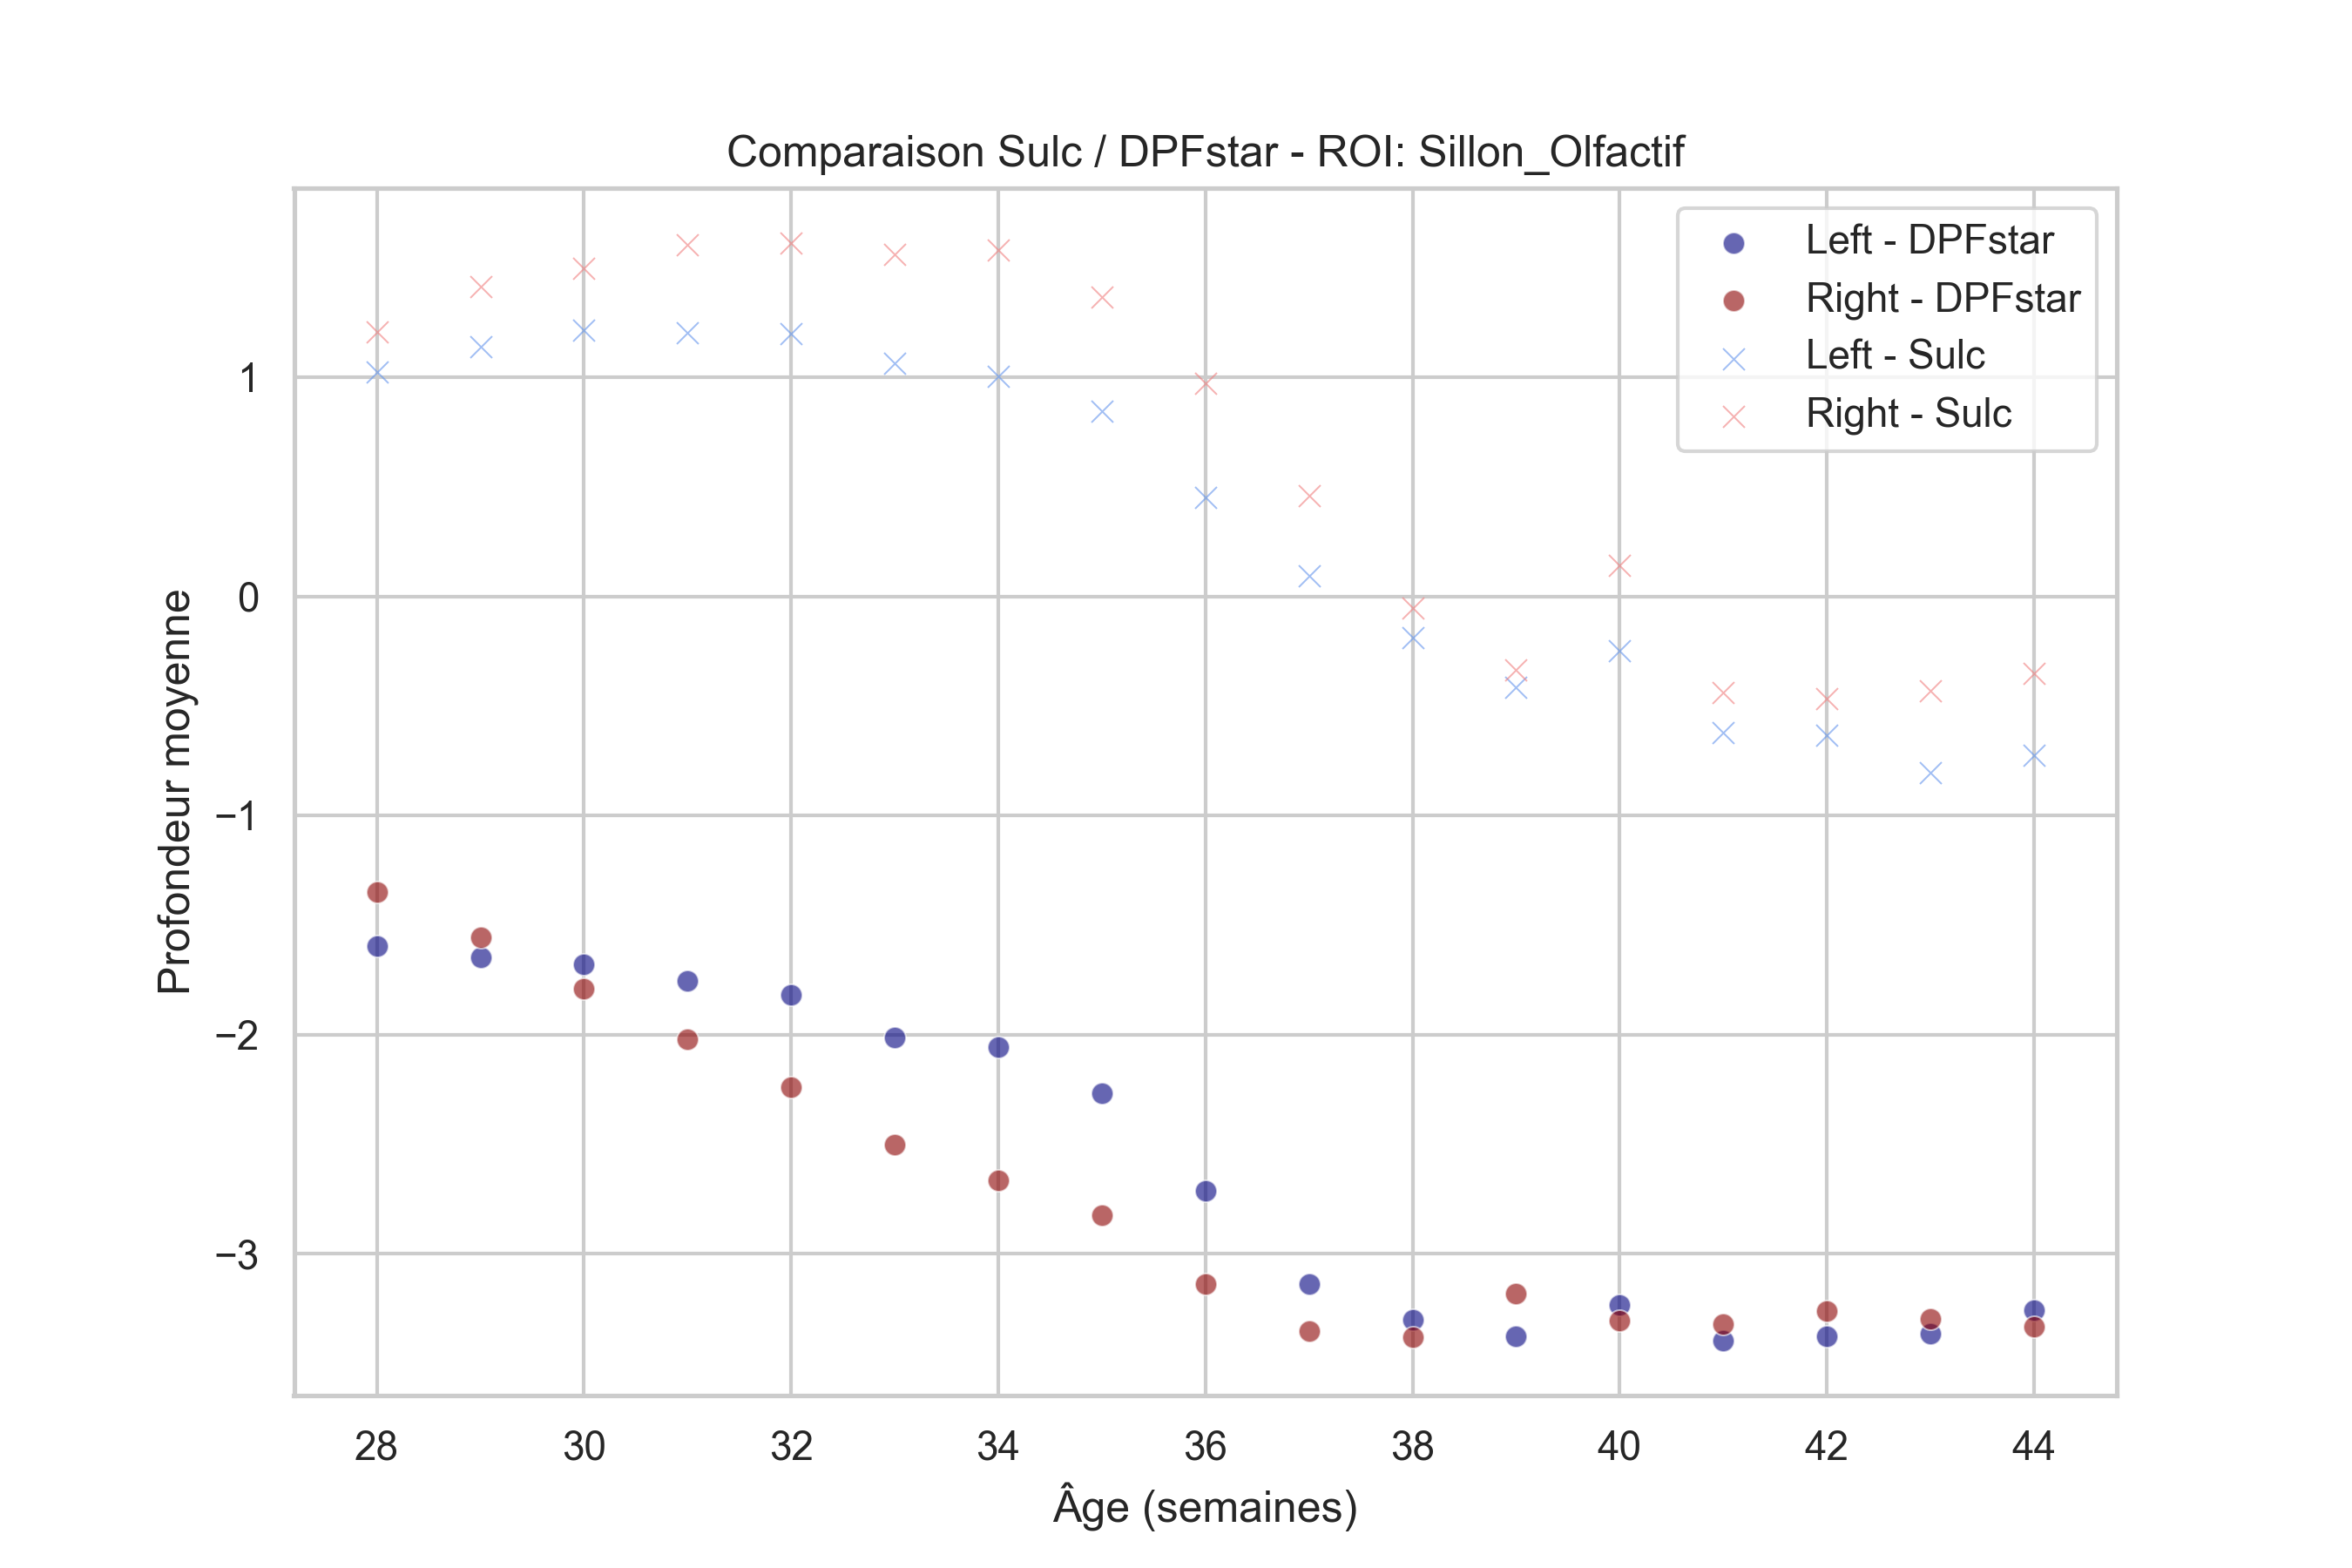 Comparaison Sulc / DPFstar - ROI: Sillon_Olfactif
Left - DPFstar
Right - DPFstar
Left - Sulc
Right - Sulc
Profondeur moyenne
1
0
−1
−2
−3
28 30 32 34 36 38 40 42 44
Âge (semaines)